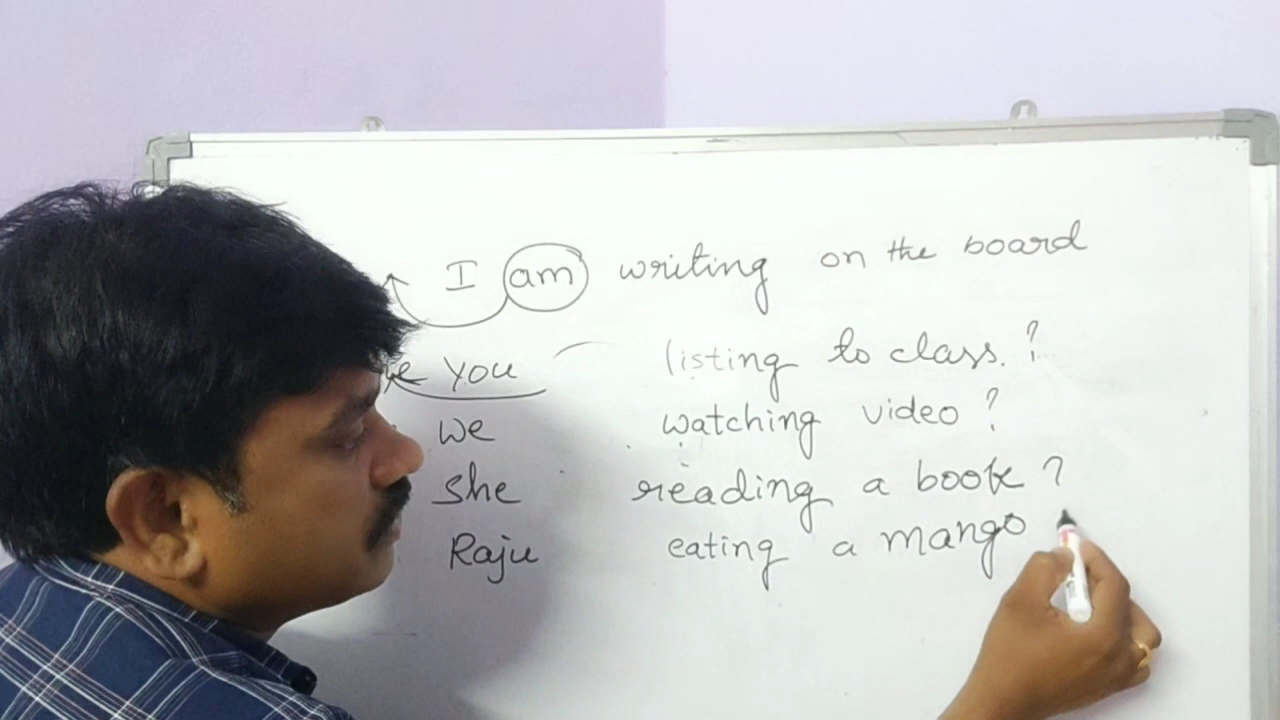 I am writing on the board
You listing to class. ?
we watching video ?
she reading a book ?
Raju eating a mango